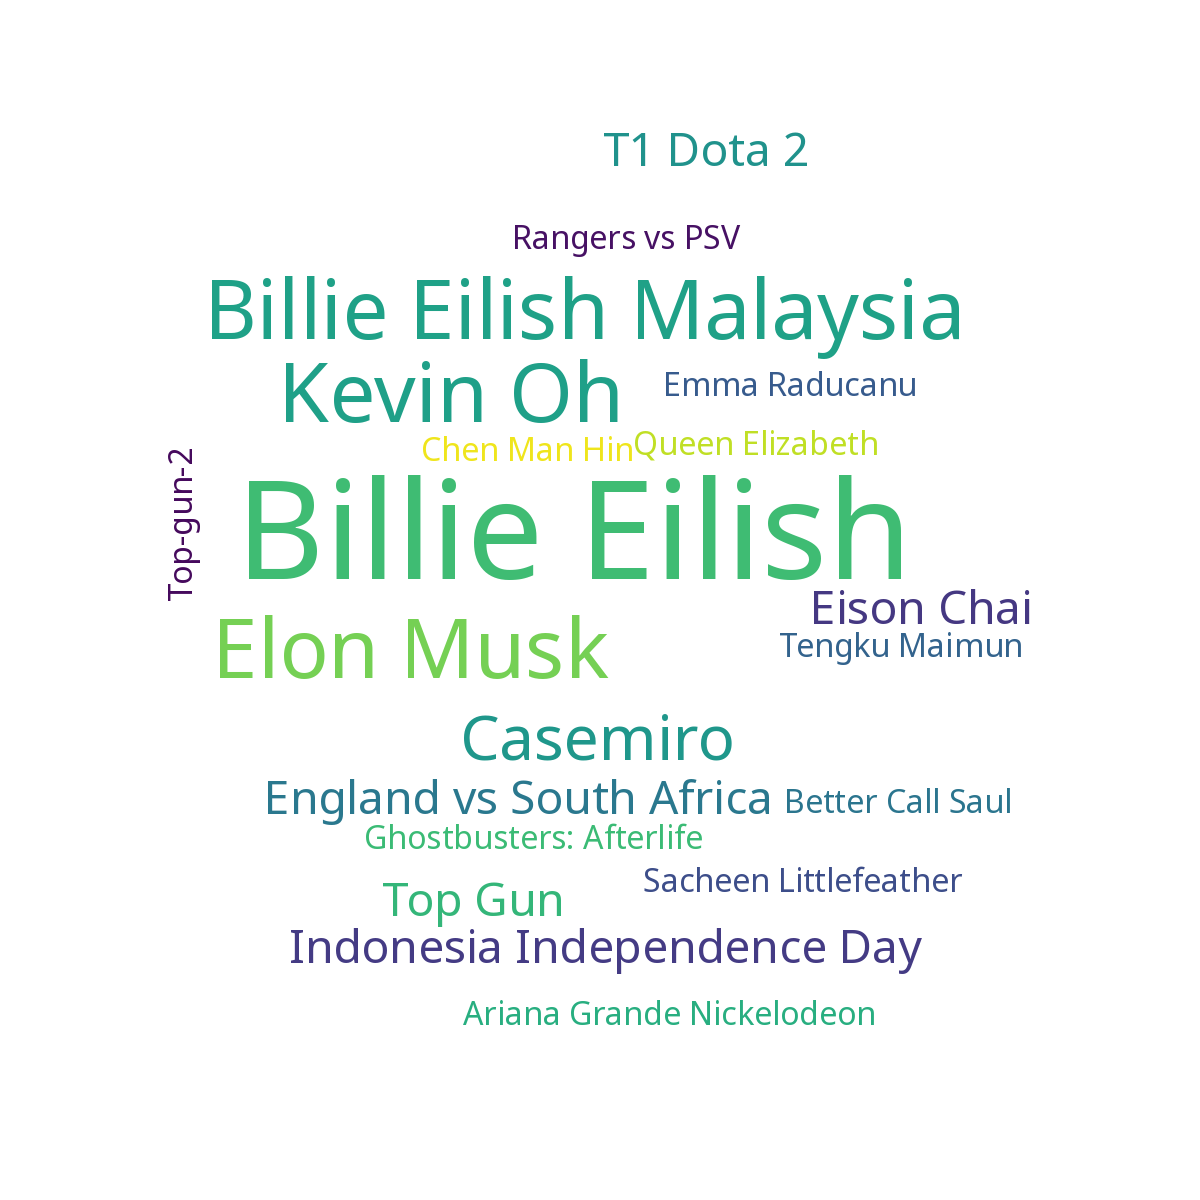 T1 Dota 2
Rangers vs PSV
Billie Eilish Malaysia
Kevin Oh
Emma Raducanu
Chen Man Hin
Queen Elizabeth
Top-gun-2
Billie Eilish
Eison Chai
Elon Musk
Tengku Maimun
Casemiro
England vs South Africa
Better Call Saul
Ghostbusters: Afterlife
Sacheen Littlefeather
Top Gun
Indonesia Independence Day
Ariana Grande Nickelodeon